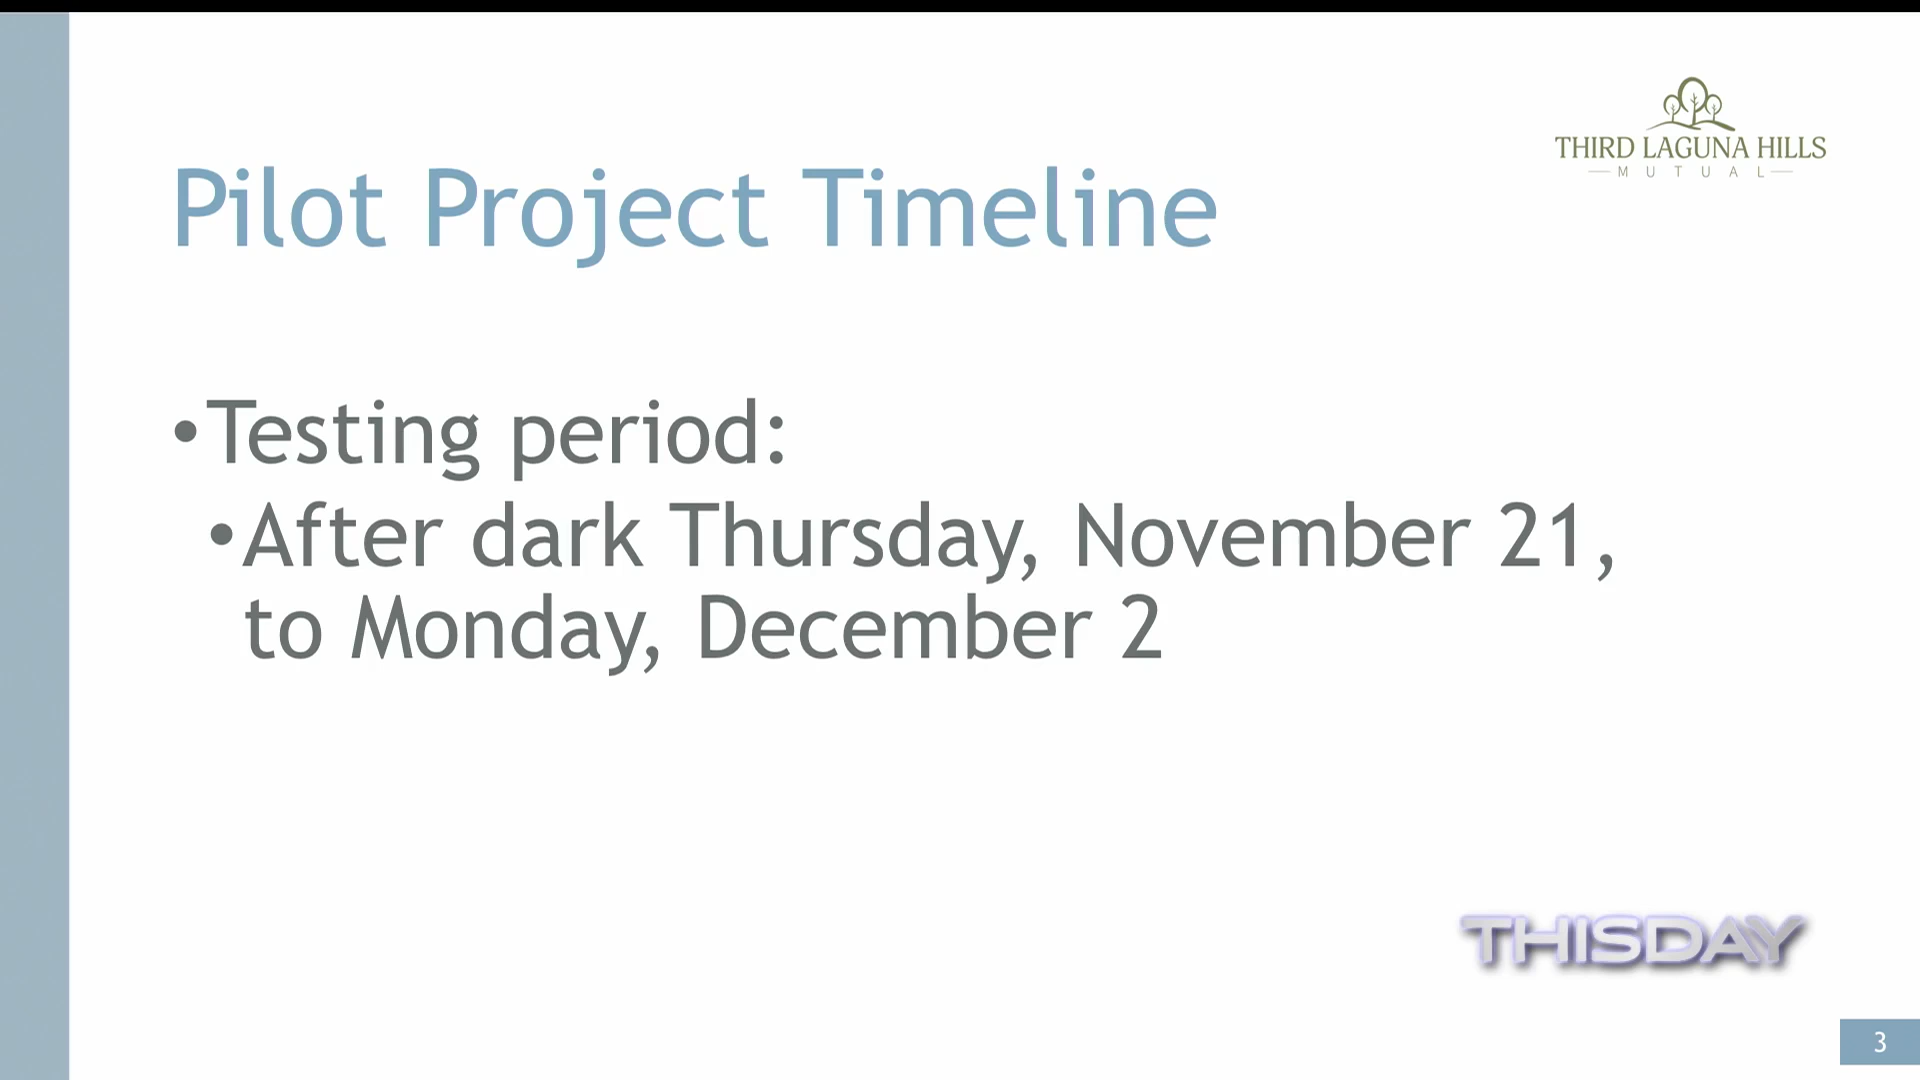 THIRD LAGUNA HILLS
MUTUAL
Pilot Project Timeline
•Testing period:
•After dark Thursday, November 21,
to Monday, December 2
THISDAY
3